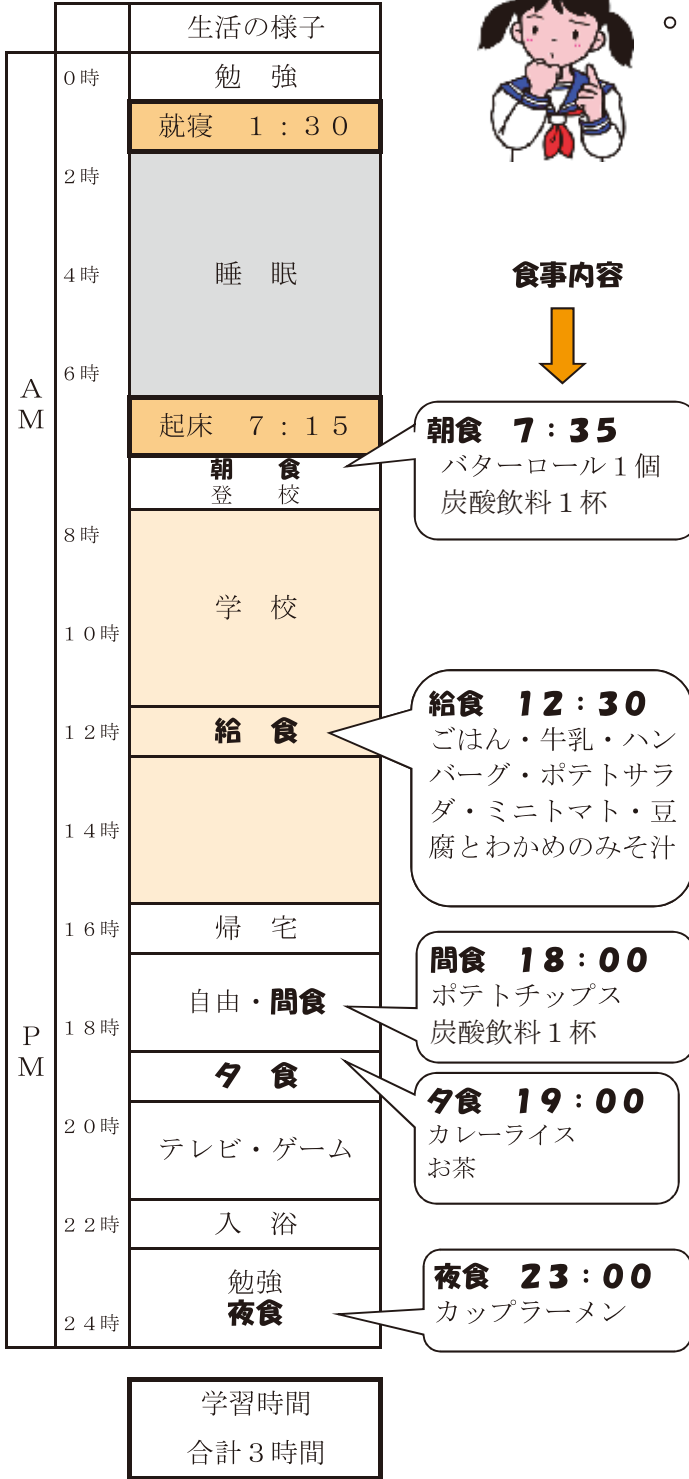 生活の様子
。
AM
0時
勉　強
就寝　1：30
2時
4時
睡　眠
6時
起床　7：15
朝　食
登　校
8時
学　校
10時
12時
給　食
PM
14時
16時
帰　宅
自由・間食
18時
夕　食
20時
テレビ・ゲーム
22時
入　浴
勉強
夜食
24時
学習時間
合計3時間
食事内容
朝食　7：35
バターロール1個
炭酸飲料1杯
給食　12：30
ごはん・牛乳・ハン
バーグ・ポテトサラ
ダ・ミニトマト・豆
腐とわかめのみそ汁
間食　18：00
ポテトチップス
炭酸飲料1杯
夕食　19：00
カレーライス
お茶
夜食　23：00
カップラーメン